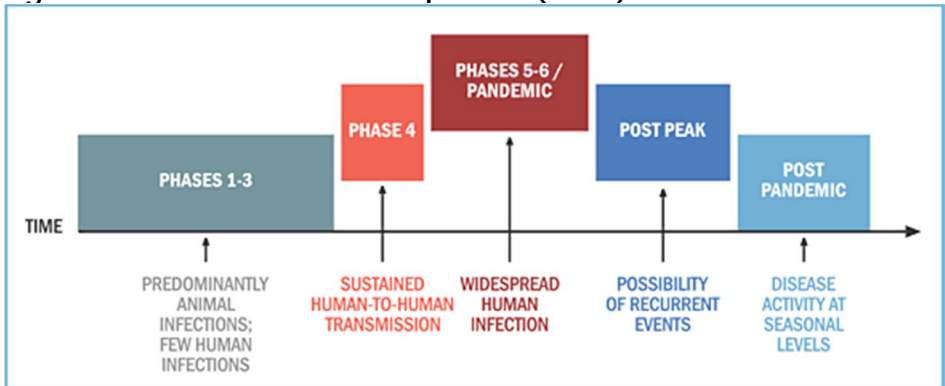 PHASES 5-6 /
PANDEMIC
PHASE 4
POST PEAK
PHASES 1-3
POST
PANDEMIC
TIME
PREDOMINANTLY
ANIMAL
INFECTIONS;
FEW HUMAN
INFECTIONS
SUSTAINED
HUMAN-TO-HUMAN
TRANSMISSION
WIDESPREAD
HUMAN
INFECTION
POSSIBILITY
OF RECURRENT
EVENTS
DISEASE
ACTIVITY AT
SEASONAL
LEVELS